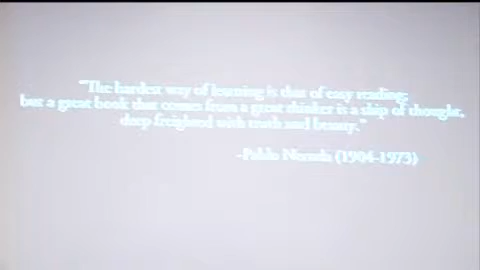 "The hardest way of learning is that of easy reading;
but a great book that comes from a great thinker is a ship of thought,
deep freighted with truth and beauty."
-Pablo Neruda (1904-1973)